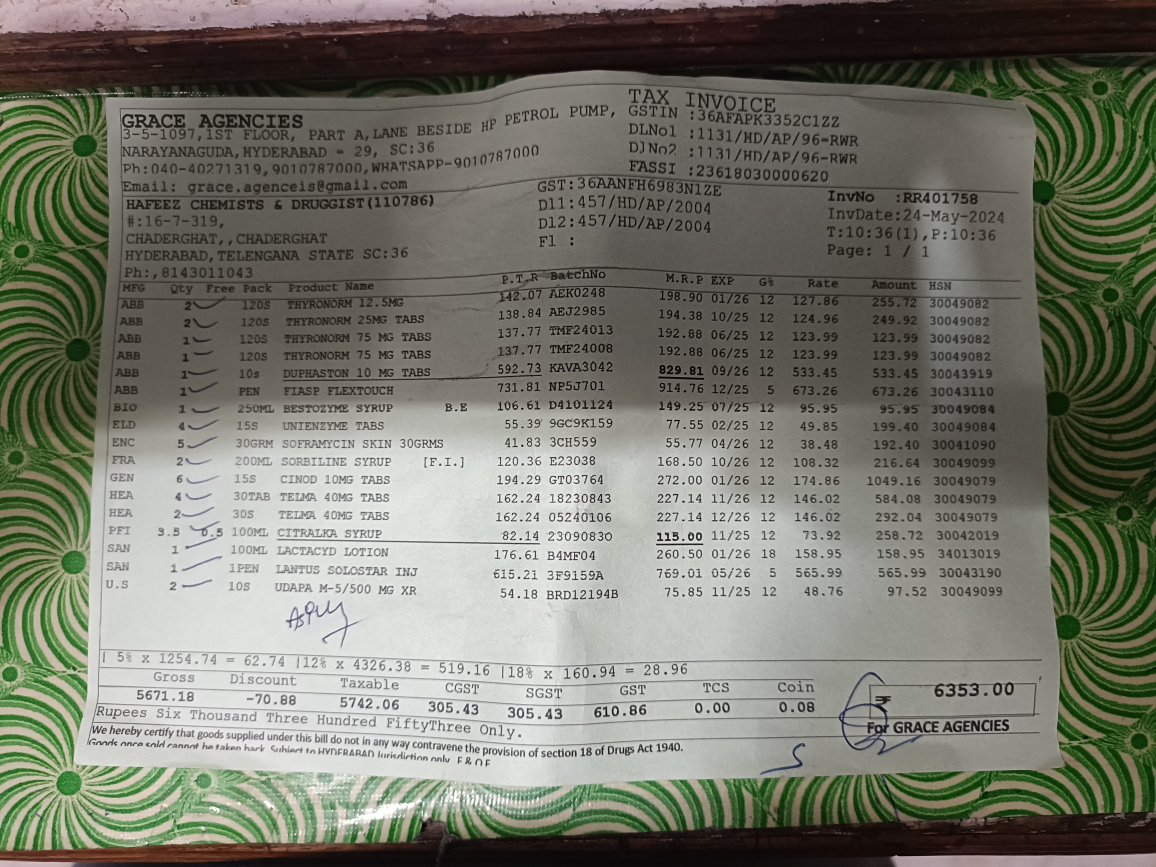 TAX INVOICE
GRACE AGENCIES
3-5-1097,1ST FLOOR, PART A,LANE BESIDE HP PETROL PUMP,
NARAYANAGUDA,HYDERABAD - 29, SC:36
Ph:040-40271319,9010787000,WHATSAPP-9010787000
Email: grace.agenceis@gmail.com
GSTIN :36AFAPK3352C1ZZ
DLNo1 :1131/HD/AP/96-RWR
DJNo2 :1131/HD/AP/96-RWR
FASSI :23618030000620
HAFEEZ CHEMISTS & DRUGGIST(110786)
#:16-7-319,
CHADERGHAT,,CHADERGHAT
HYDERABAD,TELENGANA STATE SC:36
Ph:,8143011043
GST:36AANFH6983N1ZE
Dl1:457/HD/AP/2004
Dl2:457/HD/AP/2004
Fl :
InvNo :RR401758
InvDate:24-May-2024
T:10:36(1),P:10:36
Page: 1 / 1
MFG Qty Free Pack Product Name P.T.R BatchNo M.R.P EXP G% Rate Amount HSN
ABB 2 120S THYRONORM 12.5MG 142.07 AEK0248 198.90 01/26 12 127.86 255.72 30049082
ABB 2 120S THYRONORM 25MG TABS 138.84 AEJ2985 194.38 10/25 12 124.96 249.92 30049082
ABB 1 120S THYRONORM 75 MG TABS 137.77 TMF24013 192.88 06/25 12 123.99 123.99 30049082
ABB 1 120S THYRONORM 75 MG TABS 137.77 TMF24008 192.88 06/25 12 123.99 123.99 30049082
ABB 1 10s DUPHASTON 10 MG TABS 592.73 KAVA3042 829.81 09/26 12 533.45 533.45 30043919
ABB 1 PEN FIASP FLEXTOUCH 731.81 NP5J701 914.76 12/25 5 673.26 673.26 30043110
BIO 1 250ML BESTOZYME SYRUP B.E 106.61 D4101124 149.25 07/25 12 95.95 95.95 30049084
ELD 4 15S UNIENZYME TABS 55.39 9GC9K159 77.55 02/25 12 49.85 199.40 30049084
ENC 5 30GRM SOFRAMYCIN SKIN 30GRMS 41.83 3CH559 55.77 04/26 12 38.48 192.40 30041090
FRA 2 200ML SORBILINE SYRUP [F.I.] 120.36 E23038 168.50 10/26 12 108.32 216.64 30049099
GEN 6 15S CINOD 10MG TABS 194.29 GT03764 272.00 01/26 12 174.86 1049.16 30049079
HEA 4 30TAB TELMA 40MG TABS 162.24 18230843 227.14 11/26 12 146.02 584.08 30049079
HEA 2 30S TELMA 40MG TABS 162.24 05240106 227.14 12/26 12 146.02 292.04 30049079
PFI 3.5 0.5 100ML CITRALKA SYRUP 82.14 23090830 115.00 11/25 12 73.92 258.72 30042019
SAN 1 100ML LACTACYD LOTION 176.61 B4MF04 260.50 01/26 18 158.95 158.95 34013019
SAN 1 1PEN LANTUS SOLOSTAR INJ 615.21 3F9159A 769.01 05/26 5 565.99 565.99 30043190
U.S 2 10S UDAPA M-5/500 MG XR 54.18 BRD12194B 75.85 11/25 12 48.76 97.52 30049099
| 5% x 1254.74 = 62.74 |12% x 4326.38 = 519.16 |18% x 160.94 = 28.96
Gross Discount Taxable CGST SGST GST TCS Coin
5671.18 -70.88 5742.06 305.43 305.43 610.86 0.00 0.08
₹ 6353.00
Rupees Six Thousand Three Hundred FiftyThree Only.
For GRACE AGENCIES
We hereby certify that goods supplied under this bill do not in any way contravene the provision of section 18 of Drugs Act 1940.
Goods once sold cannot be taken back. Subject to HYDERABAD Jurisdiction only. E & O E